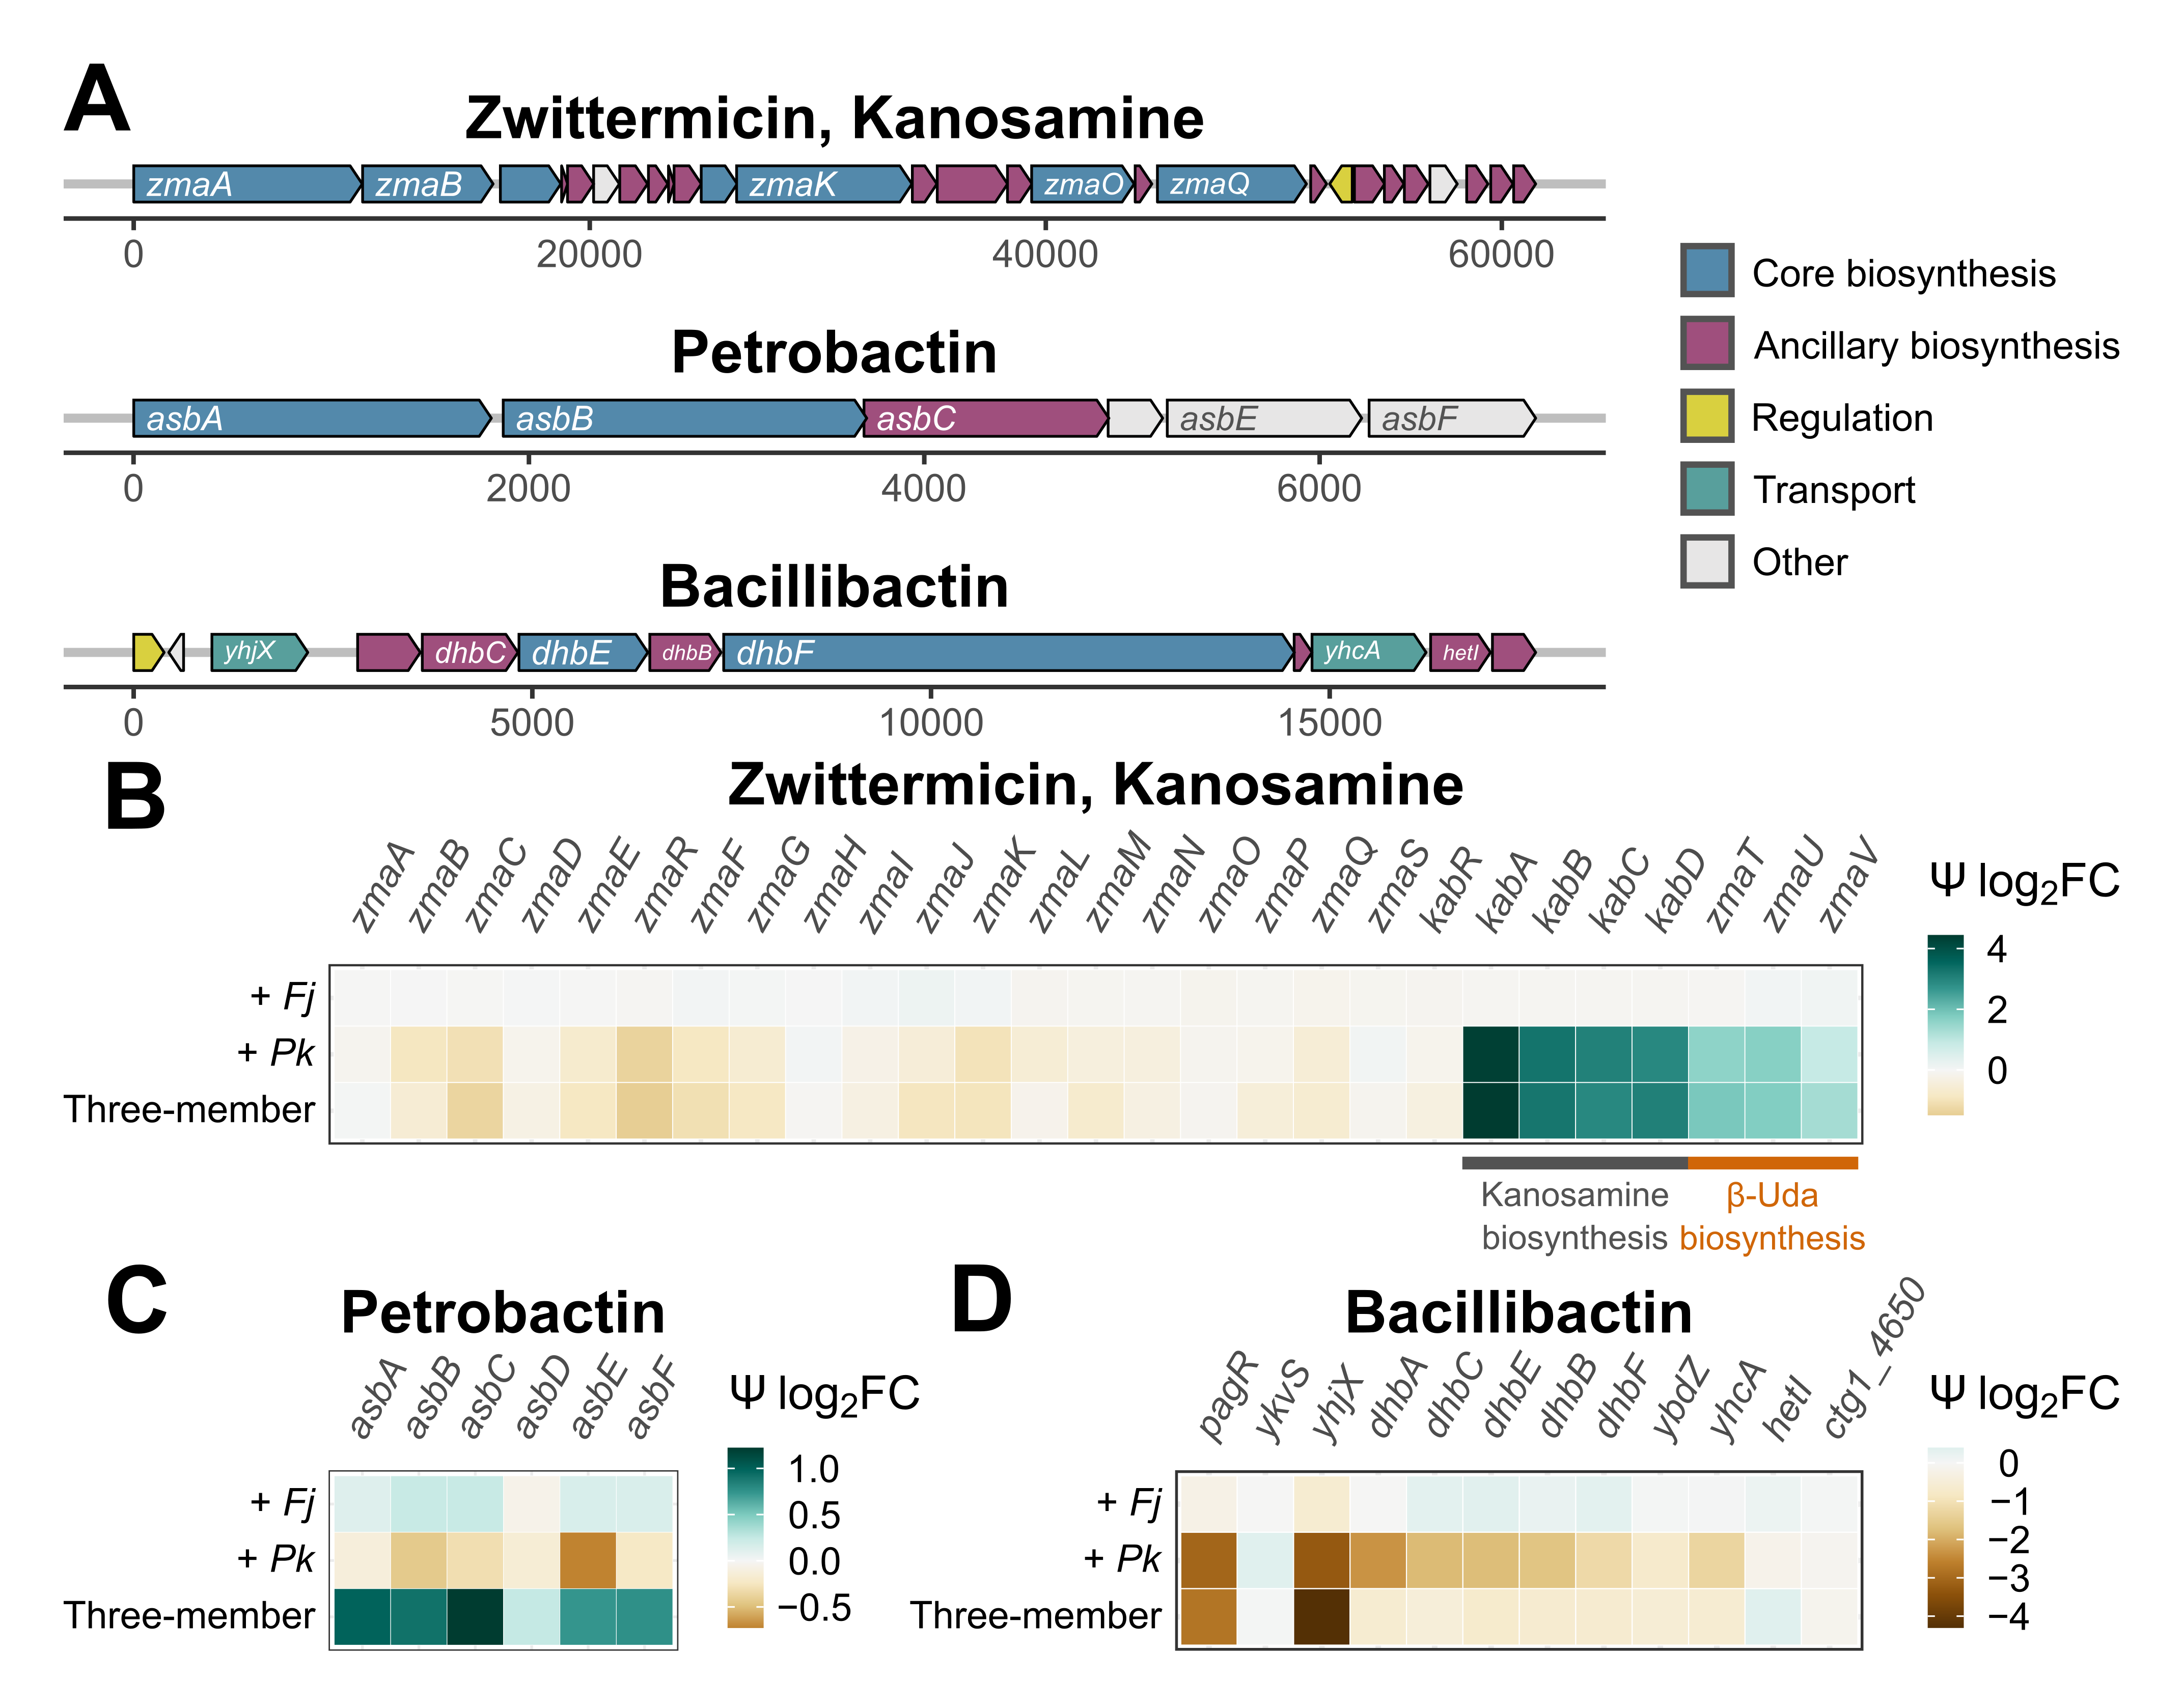 A
Zwittermicin, Kanosamine
zmaA zmaB zmaK zmaO zmaQ
0 20000 40000 60000
Petrobactin
asbA asbB asbC asbE asbF
0 2000 4000 6000
Bacillibactin
yhjX dhbC dhbE dhbB dhbF yhcA hetI
0 5000 10000 15000
Core biosynthesis
Ancillary biosynthesis
Regulation
Transport
Other
B
Zwittermicin, Kanosamine
zmaA zmaB zmaC zmaD zmaE zmaR zmaF zmaG zmaH zmaI zmaJ zmaK zmaL zmaM zmaN zmaO zmaP zmaQ zmaS kabR kabA kabB kabC kabD zmaT zmaU zmaV
+ Fj
+ Pk
Three-member
Kanosamine
biosynthesis
β-Uda
biosynthesis
Ψ log₂FC
4
2
0
C
Petrobactin
asbA asbB asbC asbD asbE asbF
+ Fj
+ Pk
Three-member
Ψ log₂FC
1.0
0.5
0.0
−0.5
D
Bacillibactin
pagR ykvS yhjX dhbA dhbC dhbE dhbB dhbF ybdZ yhcA hetI ctg1_4650
+ Fj
+ Pk
Three-member
Ψ log₂FC
0
−1
−2
−3
−4